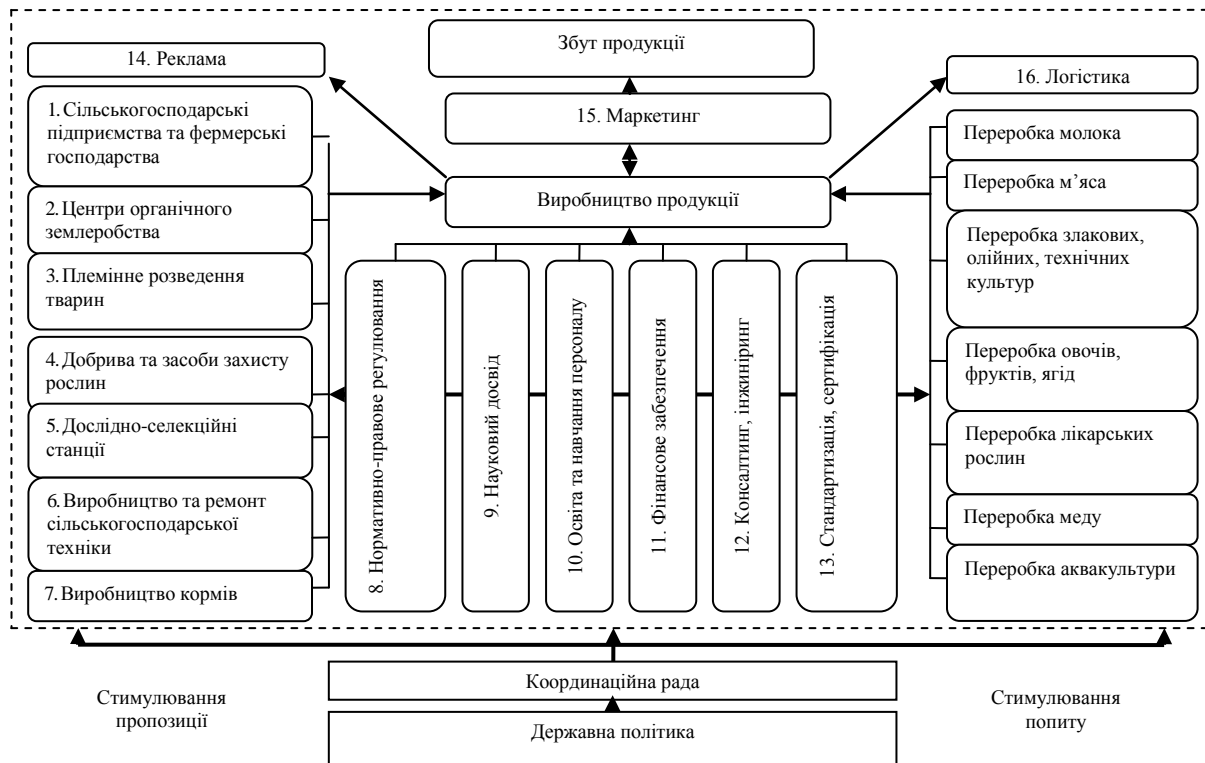 Збут продукції
14. Реклама
16. Логістика
15. Маркетинг
1. Сільськогосподарські
підприємства та фермерські
господарства
2. Центри органічного
землеробства
3. Племінне розведення
тварин
4. Добрива та засоби захисту
рослин
5. Дослідно-селекційні
станції
6. Виробництво та ремонт
сільськогосподарської
техніки
7. Виробництво кормів
Виробництво продукції
8. Нормативно-правове регулювання
9. Науковий досвід
10. Освіта та навчання персоналу
11. Фінансове забезпечення
12. Консалтинг, інжиніринг
13. Стандартизація, сертифікація
Переробка молока
Переробка м’яса
Переробка злакових,
олійних, технічних
культур
Переробка овочів,
фруктів, ягід
Переробка лікарських
рослин
Переробка меду
Переробка аквакультури
Координаційна рада
Стимулювання
пропозиції
Державна політика
Стимулювання
попиту